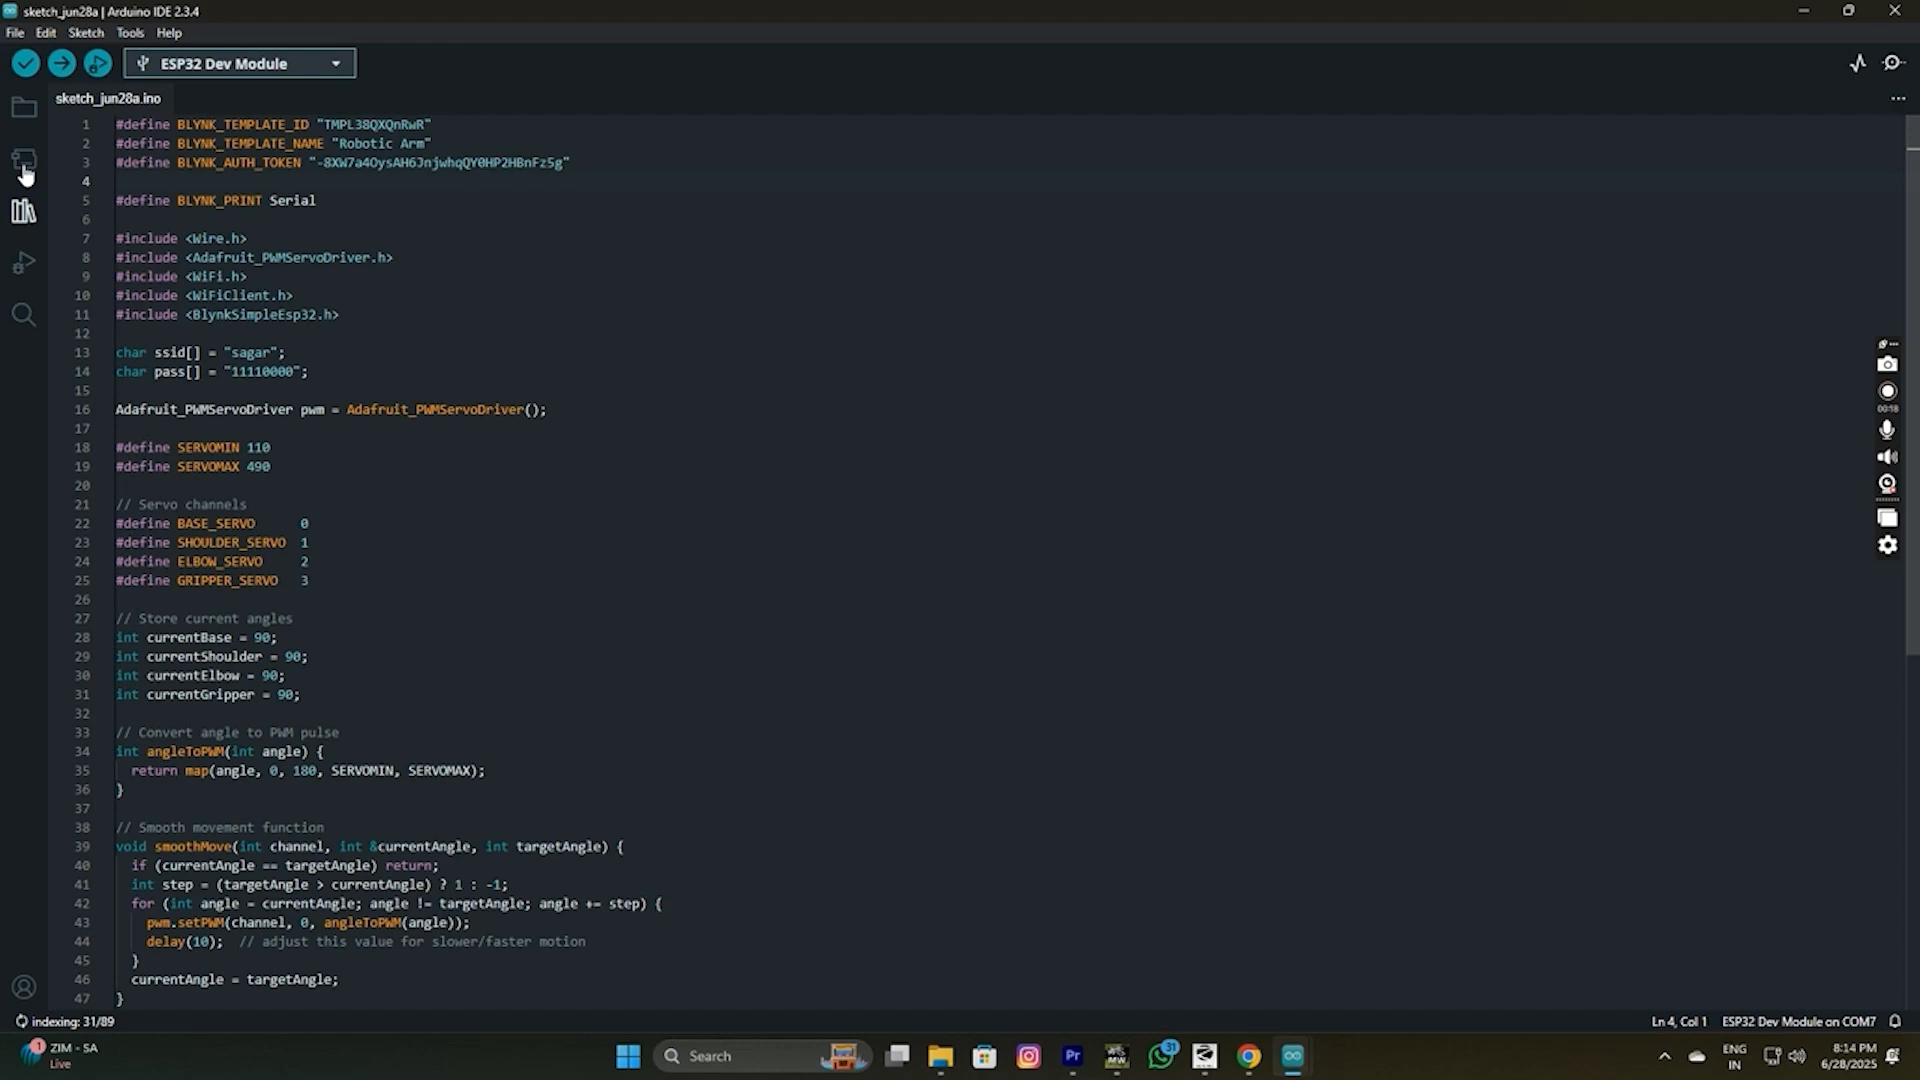 sketch_jun28a | Arduino IDE 2.3.4
File Edit Sketch Tools Help
ESP32 Dev Module
sketch_jun28a.ino
1 #define BLYNK_TEMPLATE_ID "TMPL38QXQnRwR"
2 #define BLYNK_TEMPLATE_NAME "Robotic Arm"
3 #define BLYNK_AUTH_TOKEN "-8XW7a4OysAH6JnjwhqQY0HP2HBnFz5g"
4
5 #define BLYNK_PRINT Serial
6
7 #include <Wire.h>
8 #include <Adafruit_PWMServoDriver.h>
9 #include <WiFi.h>
10 #include <WiFiClient.h>
11 #include <BlynkSimpleEsp32.h>
12
13 char ssid[] = "sagar";
14 char pass[] = "11110000";
15
16 Adafruit_PWMServoDriver pwm = Adafruit_PWMServoDriver();
17
18 #define SERVOMIN 110
19 #define SERVOMAX 490
20
21 // Servo channels
22 #define BASE_SERVO 0
23 #define SHOULDER_SERVO 1
24 #define ELBOW_SERVO 2
25 #define GRIPPER_SERVO 3
26
27 // Store current angles
28 int currentBase = 90;
29 int currentShoulder = 90;
30 int currentElbow = 90;
31 int currentGripper = 90;
32
33 // Convert angle to PWM pulse
34 int angleToPWM(int angle) {
35 return map(angle, 0, 180, SERVOMIN, SERVOMAX);
36 }
37
38 // Smooth movement function
39 void smoothMove(int channel, int &currentAngle, int targetAngle) {
40 if (currentAngle == targetAngle) return;
41 int step = (targetAngle > currentAngle) ? 1 : -1;
42 for (int angle = currentAngle; angle != targetAngle; angle += step) {
43 pwm.setPWM(channel, 0, angleToPWM(angle));
44 delay(10); // adjust this value for slower/faster motion
45 }
46 currentAngle = targetAngle;
47 }
00:18
indexing: 31/89
Ln 4, Col 1 ESP32 Dev Module on COM7
1
ZIM - SA
Live
Search
Pr
31
ENG
IN
8:14 PM
6/28/2025